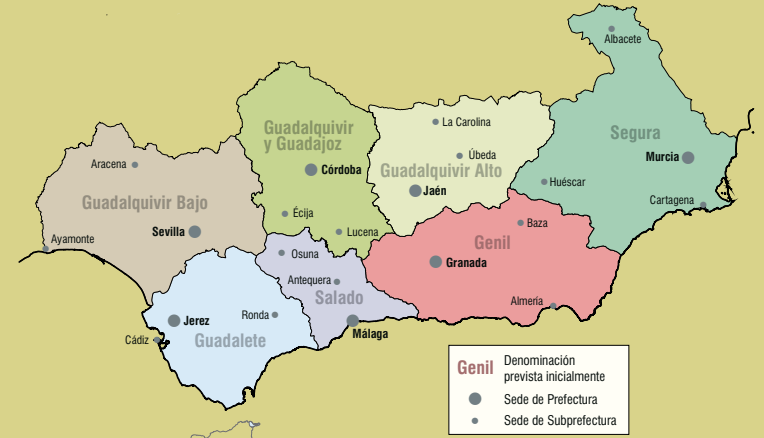 Albacete
Segura
Murcia
Huéscar
Cartagena
La Carolina
Úbeda
Guadalquivir Alto
Jaén
Guadalquivir
y Guadajoz
Córdoba
Écija
Lucena
Aracena
Guadalquivir Bajo
Sevilla
Ayamonte
Baza
Genil
Granada
Almería
Osuna
Antequera
Salado
Málaga
Jerez
Ronda
Cádiz
Guadalete
Genil
Denominación
prevista inicialmente
Sede de Prefectura
Sede de Subprefectura